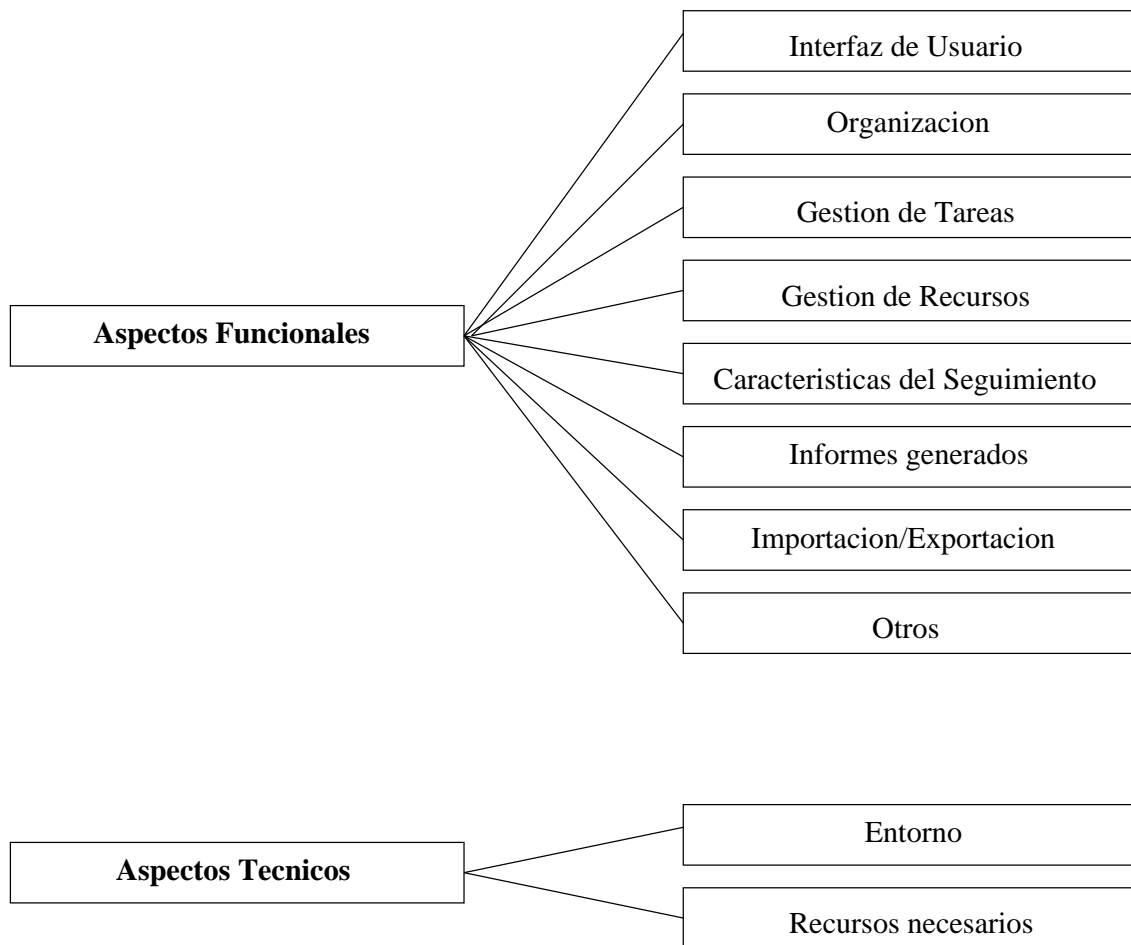 Interfaz de Usuario
Organizacion
Gestion de Tareas
Gestion de Recursos
Aspectos Funcionales
Caracteristicas del Seguimiento
Informes generados
Importacion/Exportacion
Otros
Entorno
Aspectos Tecnicos
Recursos necesarios